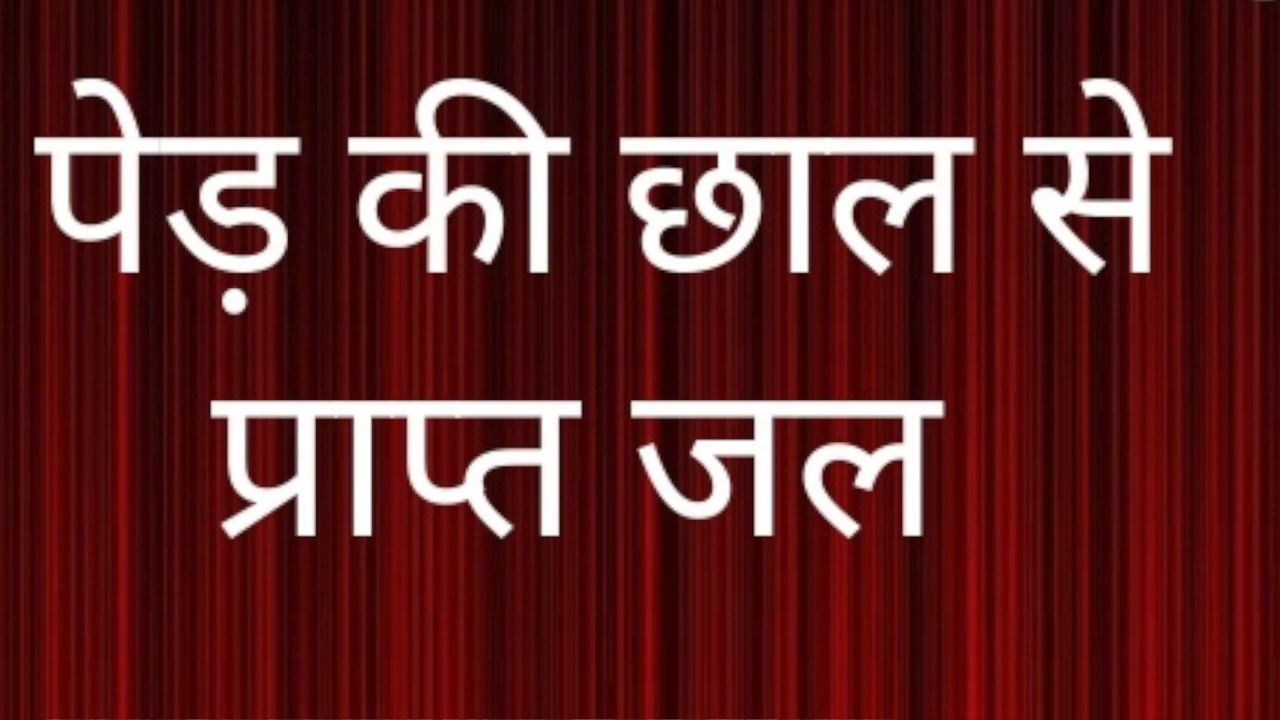 पेड़ की छाल से
प्राप्त जल